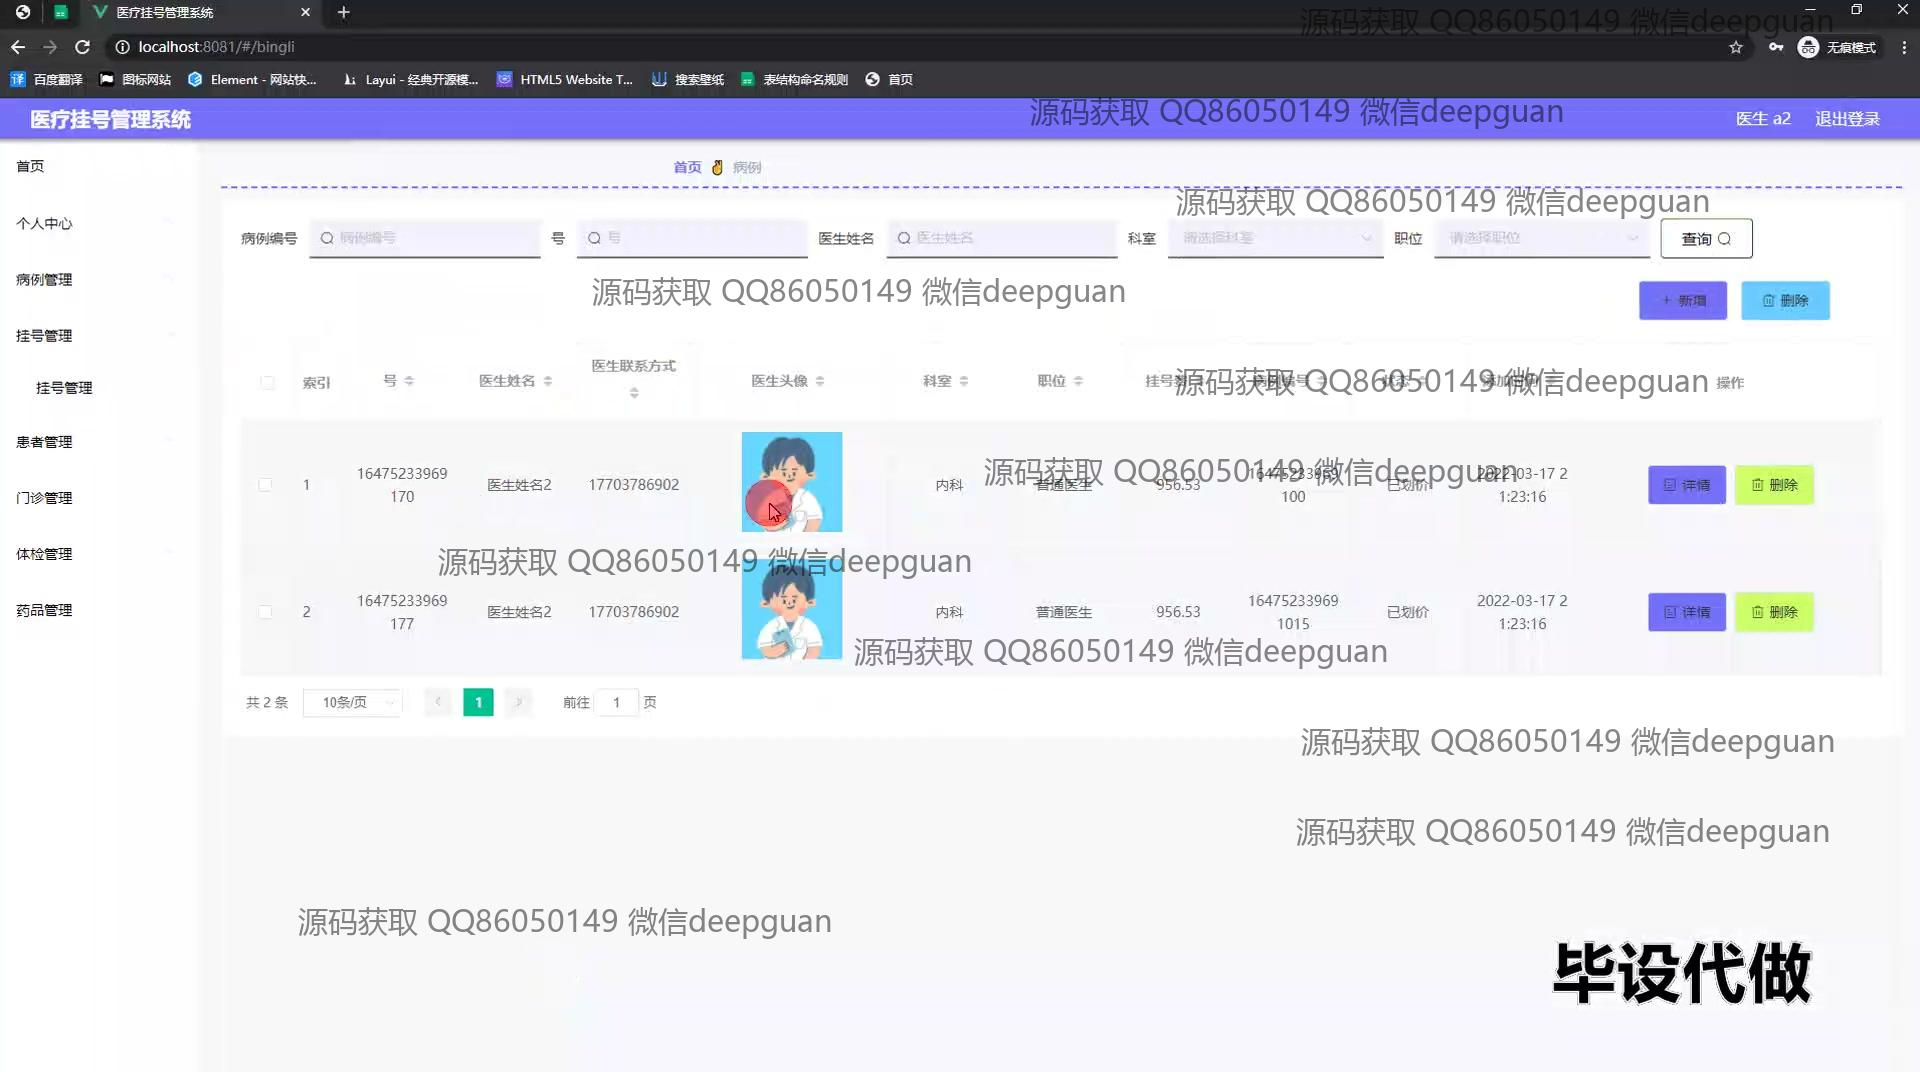 医疗挂号管理系统
源码获取 QQ86050149 微信deepguan
localhost:8081/#/bingli
无痕模式
百度翻译 图标网站 Element - 网站快... Layui - 经典开源模... HTML5 Website T... 搜索壁纸 表结构命名规则 首页
医疗挂号管理系统
源码获取 QQ86050149 微信deepguan
医生 a2 退出登录
首页
个人中心
病例管理
挂号管理
挂号管理
患者管理
门诊管理
体检管理
药品管理
首页 病例
源码获取 QQ86050149 微信deepguan
病例编号 病例编号 号 号 医生姓名 医生姓名 科室 请选择科室 职位 请选择职位 查询
源码获取 QQ86050149 微信deepguan
+ 新增 删除
索引 号 医生姓名 医生联系方式 医生头像 科室 职位 操作
源码获取 QQ86050149 微信deepguan
1 16475233969170 医生姓名2 17703786902 内科 普通医生 956.53 16475233969100 已划价 2022-03-17 21:23:16 详情 删除
源码获取 QQ86050149 微信deepguan
源码获取 QQ86050149 微信deepguan
2 16475233969177 医生姓名2 17703786902 内科 普通医生 956.53 164752339691015 已划价 2022-03-17 21:23:16 详情 删除
源码获取 QQ86050149 微信deepguan
共 2 条 10条/页 1 前往 1 页
源码获取 QQ86050149 微信deepguan
源码获取 QQ86050149 微信deepguan
源码获取 QQ86050149 微信deepguan
毕设代做